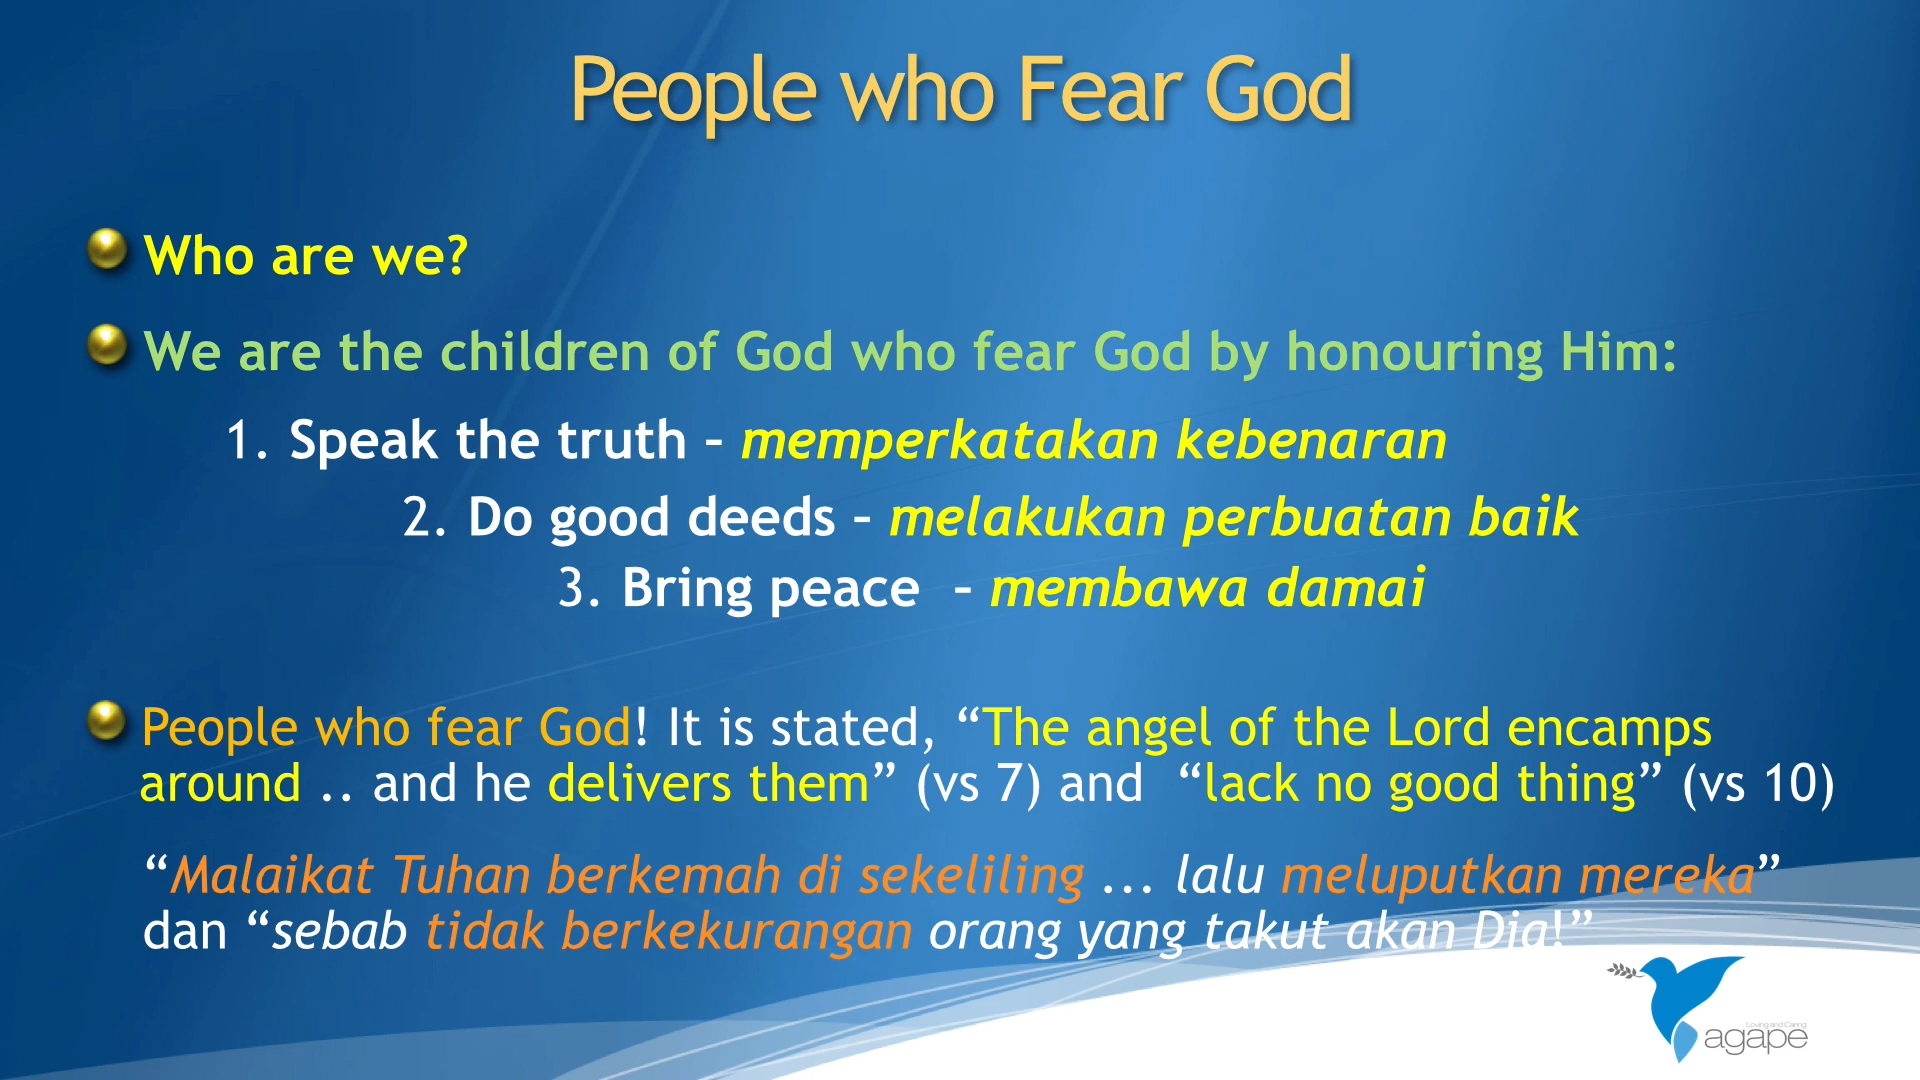 People who Fear God
Who are we?
We are the children of God who fear God by honouring Him:
1. Speak the truth – memperkatakan kebenaran
2. Do good deeds – melakukan perbuatan baik
3. Bring peace – membawa damai
People who fear God! It is stated, “The angel of the Lord encamps
around .. and he delivers them” (vs 7) and “lack no good thing” (vs 10)
“Malaikat Tuhan berkemah di sekeliling ... lalu meluputkan mereka”
dan “sebab tidak berkekurangan orang yang takut akan Dia!”
Loving and Caring
agape